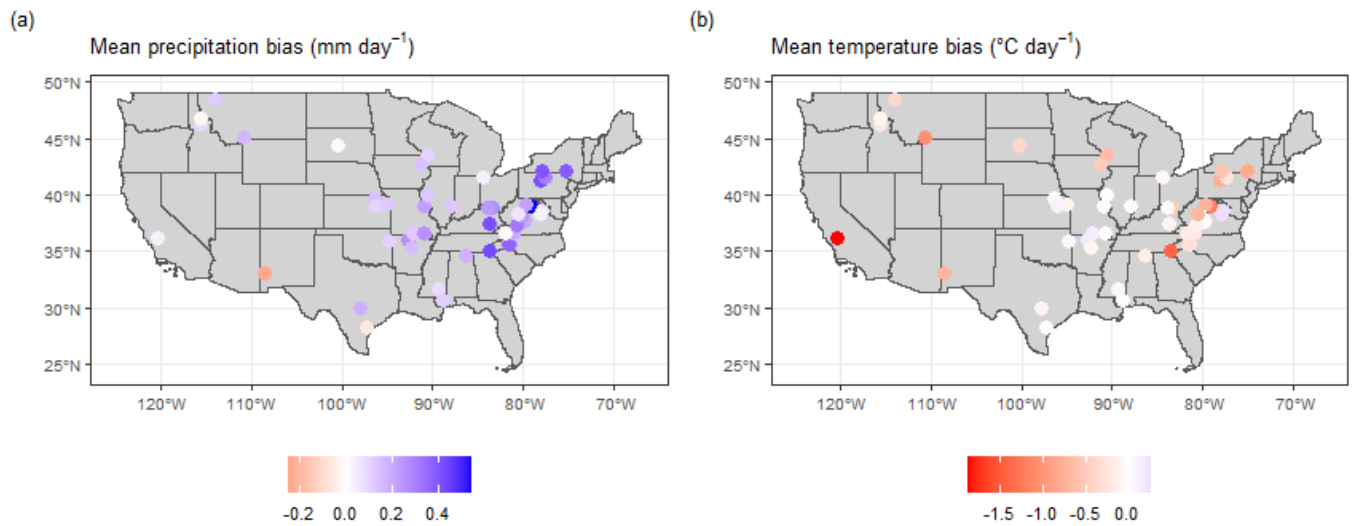 (a)
Mean precipitation bias (mm day⁻¹)
50°N
45°N
40°N
35°N
30°N
25°N
120°W 110°W 100°W 90°W 80°W 70°W
-0.2 0.0 0.2 0.4
(b)
Mean temperature bias (°C day⁻¹)
50°N
45°N
40°N
35°N
30°N
25°N
120°W 110°W 100°W 90°W 80°W 70°W
-1.5 -1.0 -0.5 0.0